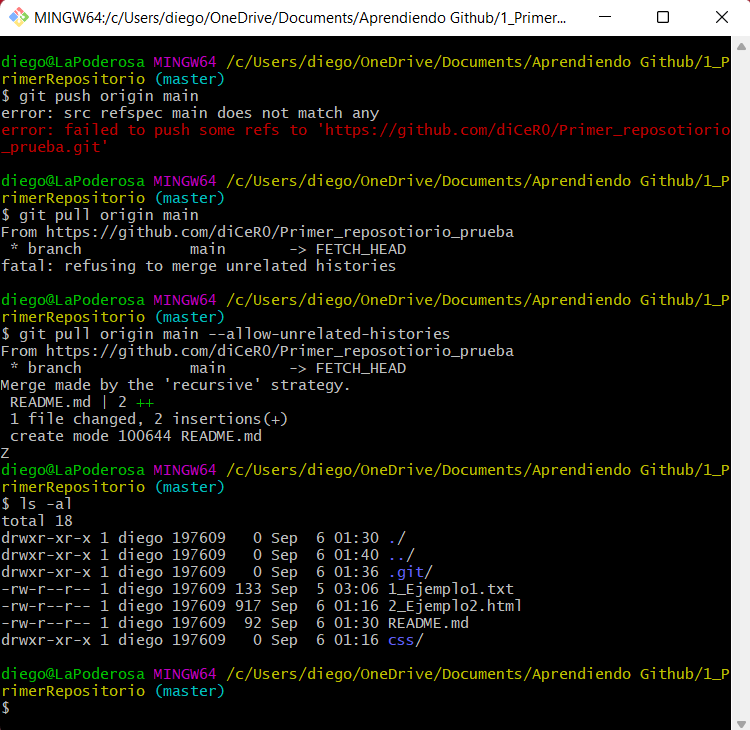 MINGW64:/c/Users/diego/OneDrive/Documents/Aprendiendo Github/1_Primer...
diego@LaPoderosa MINGW64 /c/Users/diego/OneDrive/Documents/Aprendiendo Github/1_P
rimerRepositorio (master)
$ git push origin main
error: src refspec main does not match any
error: failed to push some refs to 'https://github.com/diCeR0/Primer_reposotiorio
_prueba.git'
diego@LaPoderosa MINGW64 /c/Users/diego/OneDrive/Documents/Aprendiendo Github/1_P
rimerRepositorio (master)
$ git pull origin main
From https://github.com/diCeR0/Primer_reposotiorio_prueba
 * branch            main       -> FETCH_HEAD
fatal: refusing to merge unrelated histories
diego@LaPoderosa MINGW64 /c/Users/diego/OneDrive/Documents/Aprendiendo Github/1_P
rimerRepositorio (master)
$ git pull origin main --allow-unrelated-histories
From https://github.com/diCeR0/Primer_reposotiorio_prueba
 * branch            main       -> FETCH_HEAD
Merge made by the 'recursive' strategy.
 README.md | 2 ++
 1 file changed, 2 insertions(+)
 create mode 100644 README.md
Z
diego@LaPoderosa MINGW64 /c/Users/diego/OneDrive/Documents/Aprendiendo Github/1_P
rimerRepositorio (master)
$ ls -al
total 18
drwxr-xr-x 1 diego 197609   0 Sep  6 01:30 ./
drwxr-xr-x 1 diego 197609   0 Sep  6 01:40 ../
drwxr-xr-x 1 diego 197609   0 Sep  6 01:36 .git/
-rw-r--r-- 1 diego 197609 133 Sep  5 03:06 1_Ejemplo1.txt
-rw-r--r-- 1 diego 197609 917 Sep  6 01:16 2_Ejemplo2.html
-rw-r--r-- 1 diego 197609  92 Sep  6 01:30 README.md
drwxr-xr-x 1 diego 197609   0 Sep  6 01:16 css/
diego@LaPoderosa MINGW64 /c/Users/diego/OneDrive/Documents/Aprendiendo Github/1_P
rimerRepositorio (master)
$